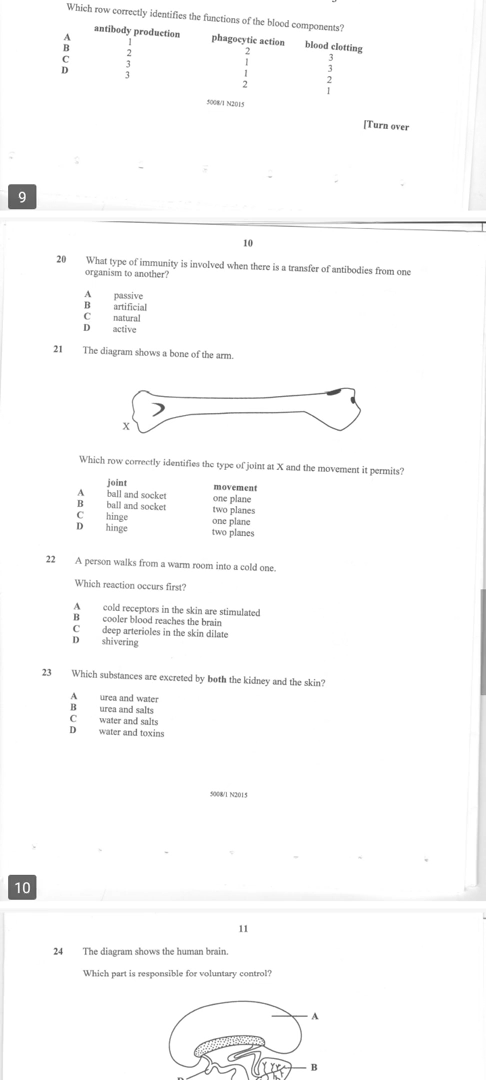 Which row correctly identifies the functions of the blood components?
antibody production phagocytic action blood clotting
A 1 2 3
B 2 1 3
C 3 1 2
D 3 2 1
5008/1 N2015
[Turn over
9
10
20 What type of immunity is involved when there is a transfer of antibodies from one
organism to another?
A passive
B artificial
C natural
D active
21 The diagram shows a bone of the arm.
X
Which row correctly identifies the type of joint at X and the movement it permits?
joint movement
A ball and socket one plane
B ball and socket two planes
C hinge one plane
D hinge two planes
22 A person walks from a warm room into a cold one.
Which reaction occurs first?
A cold receptors in the skin are stimulated
B cooler blood reaches the brain
C deep arterioles in the skin dilate
D shivering
23 Which substances are excreted by both the kidney and the skin?
A urea and water
B urea and salts
C water and salts
D water and toxins
5008/1 N2015
10
11
24 The diagram shows the human brain.
Which part is responsible for voluntary control?
A
B